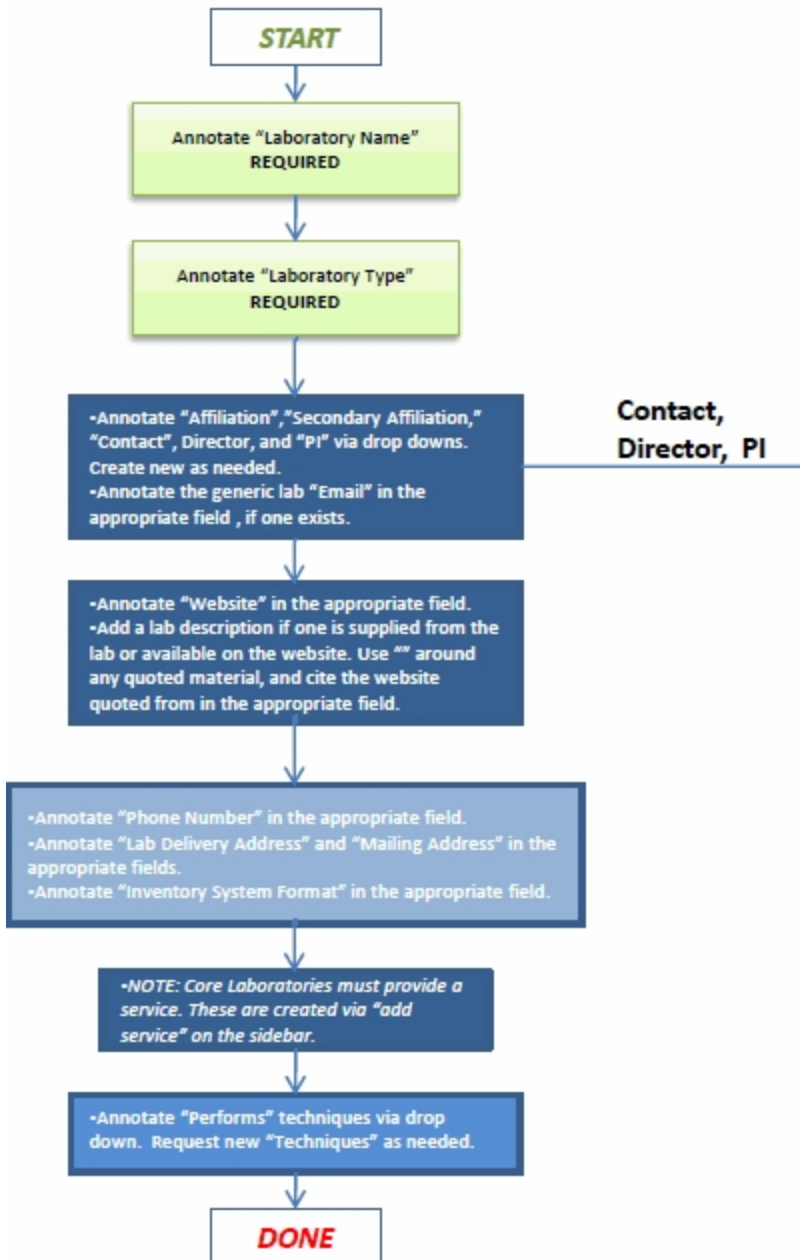 START
Annotate “Laboratory Name”
REQUIRED
Annotate “Laboratory Type”
REQUIRED
•Annotate “Affiliation”,”Secondary Affiliation,”
“Contact”, Director, and “PI” via drop downs.
Create new as needed.
•Annotate the generic lab “Email” in the
appropriate field , if one exists.
Contact,
Director, PI
•Annotate “Website” in the appropriate field.
•Add a lab description if one is supplied from the
lab or available on the website. Use “” around
any quoted material, and cite the website
quoted from in the appropriate field.
•Annotate “Phone Number” in the appropriate field.
•Annotate “Lab Delivery Address” and “Mailing Address” in the
appropriate fields.
•Annotate “Inventory System Format” in the appropriate field.
•NOTE: Core Laboratories must provide a
service. These are created via “add
service” on the sidebar.
•Annotate “Performs” techniques via drop
down. Request new “Techniques” as needed.
DONE